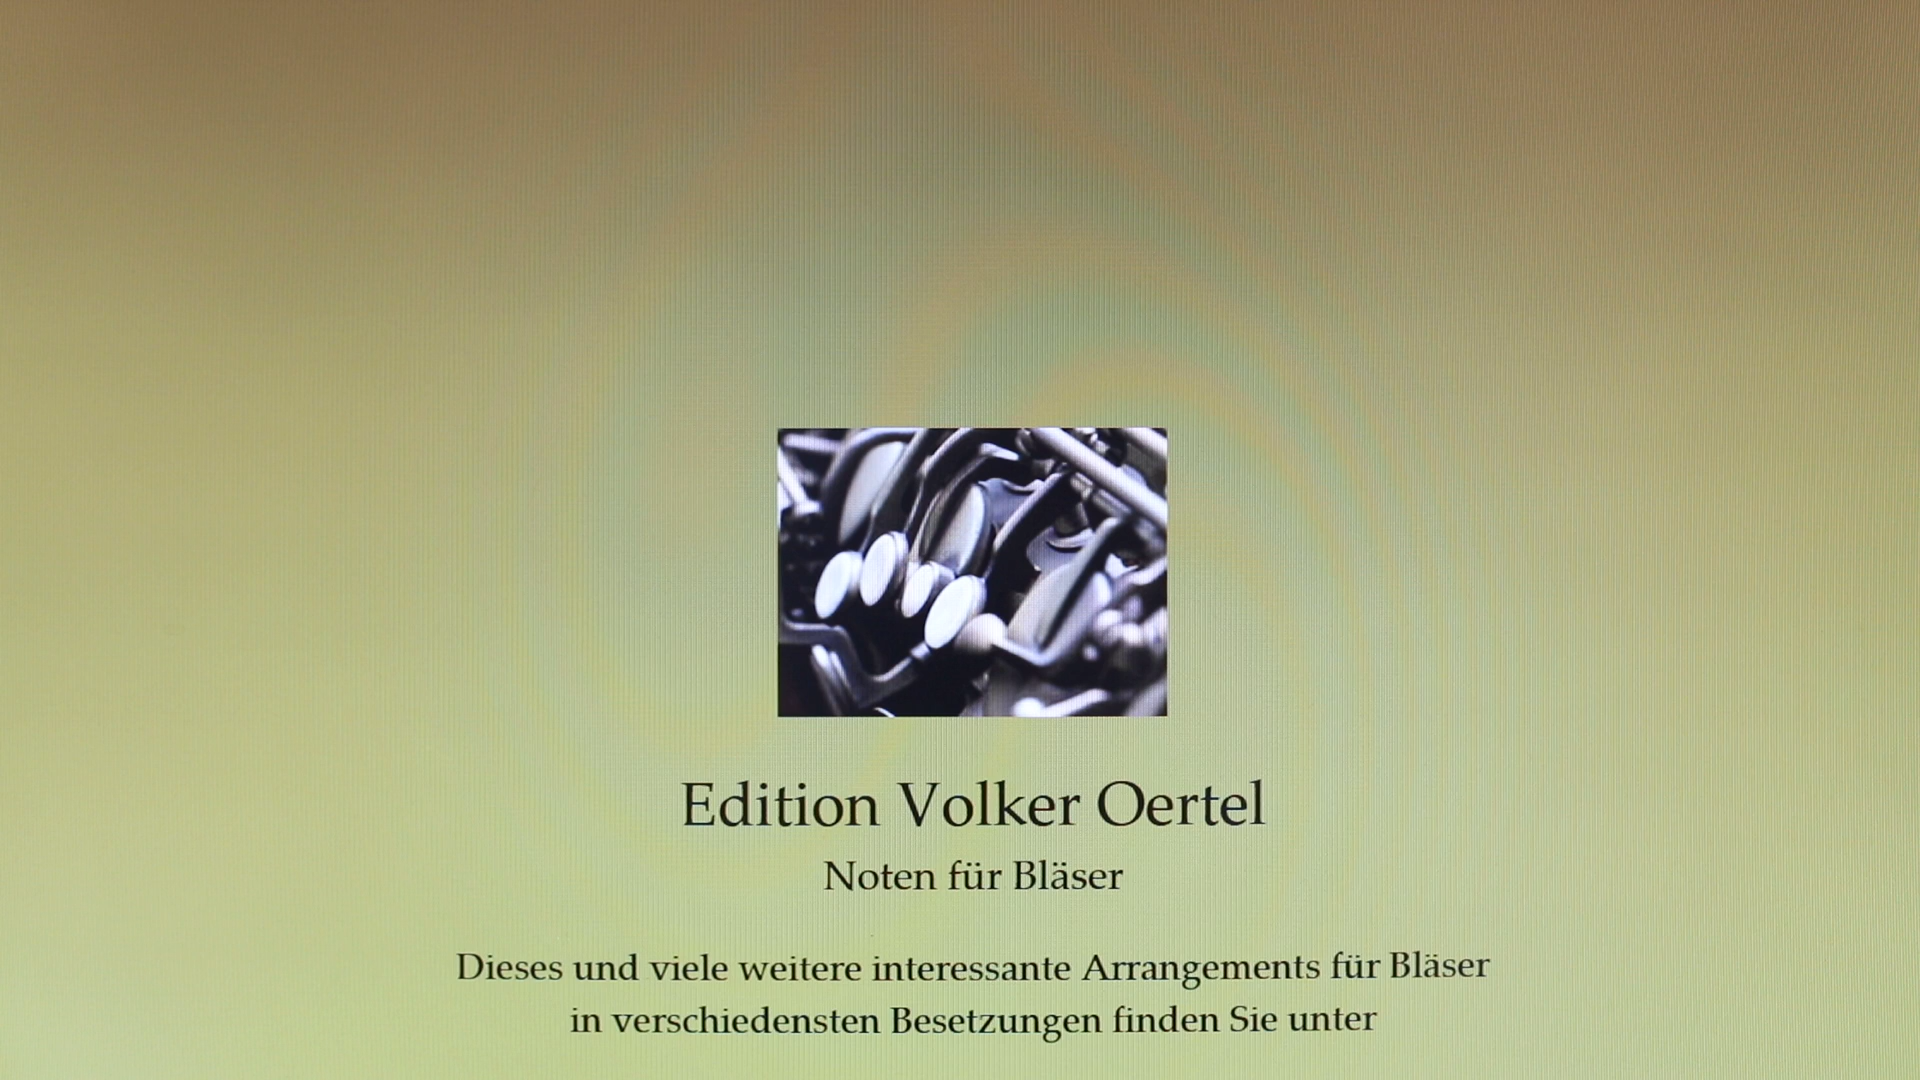 Edition Volker Oertel
Noten für Bläser
Dieses und viele weitere interessante Arrangements für Bläser
in verschiedensten Besetzungen finden Sie unter